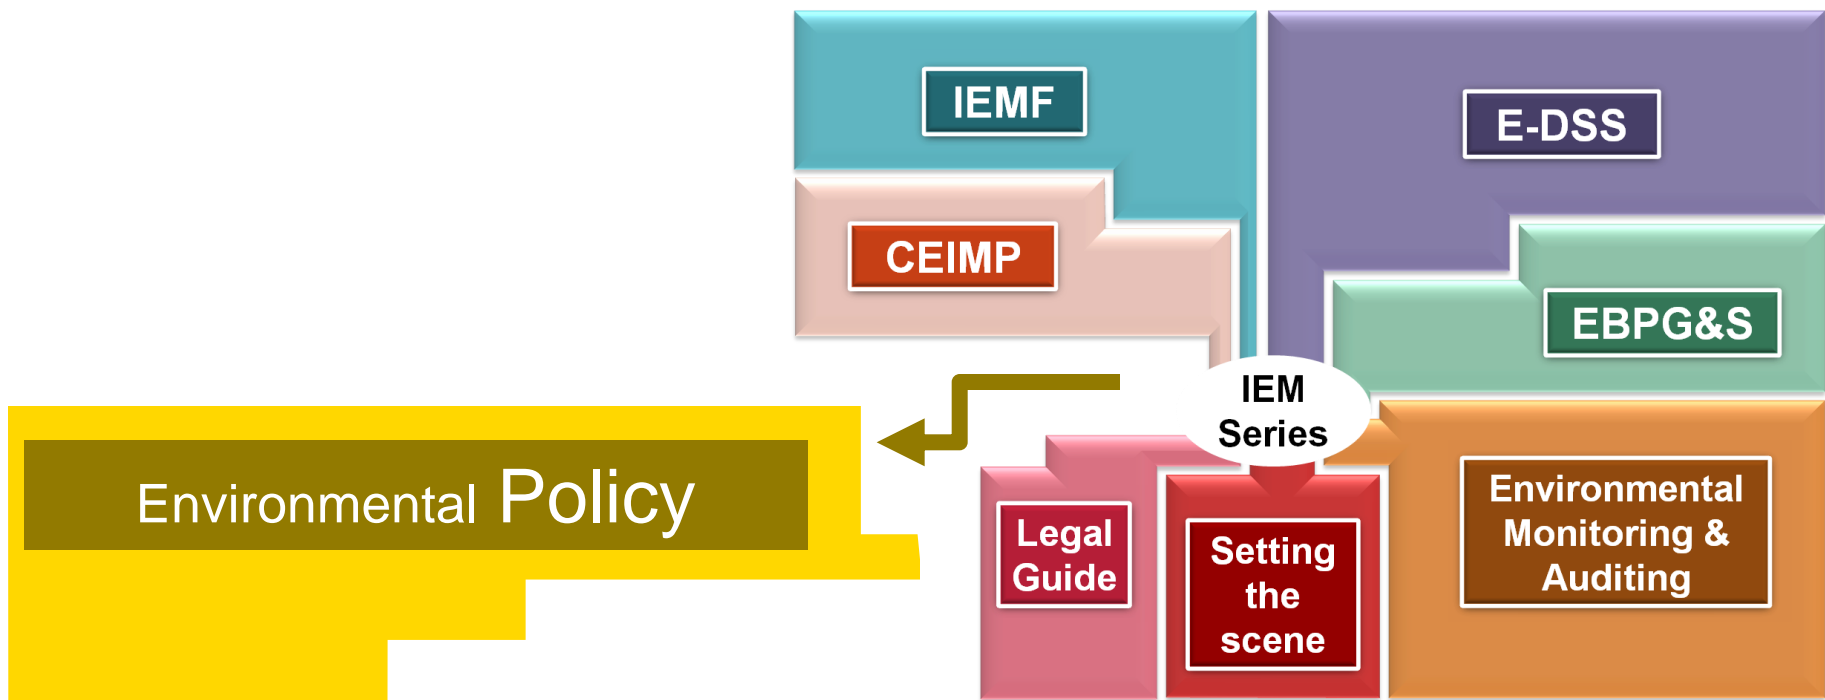 IEMF
E-DSS
CEIMP
EBPG&S
IEM
Series
Environmental Policy
Legal
Guide
Setting
the
scene
Environmental
Monitoring &
Auditing